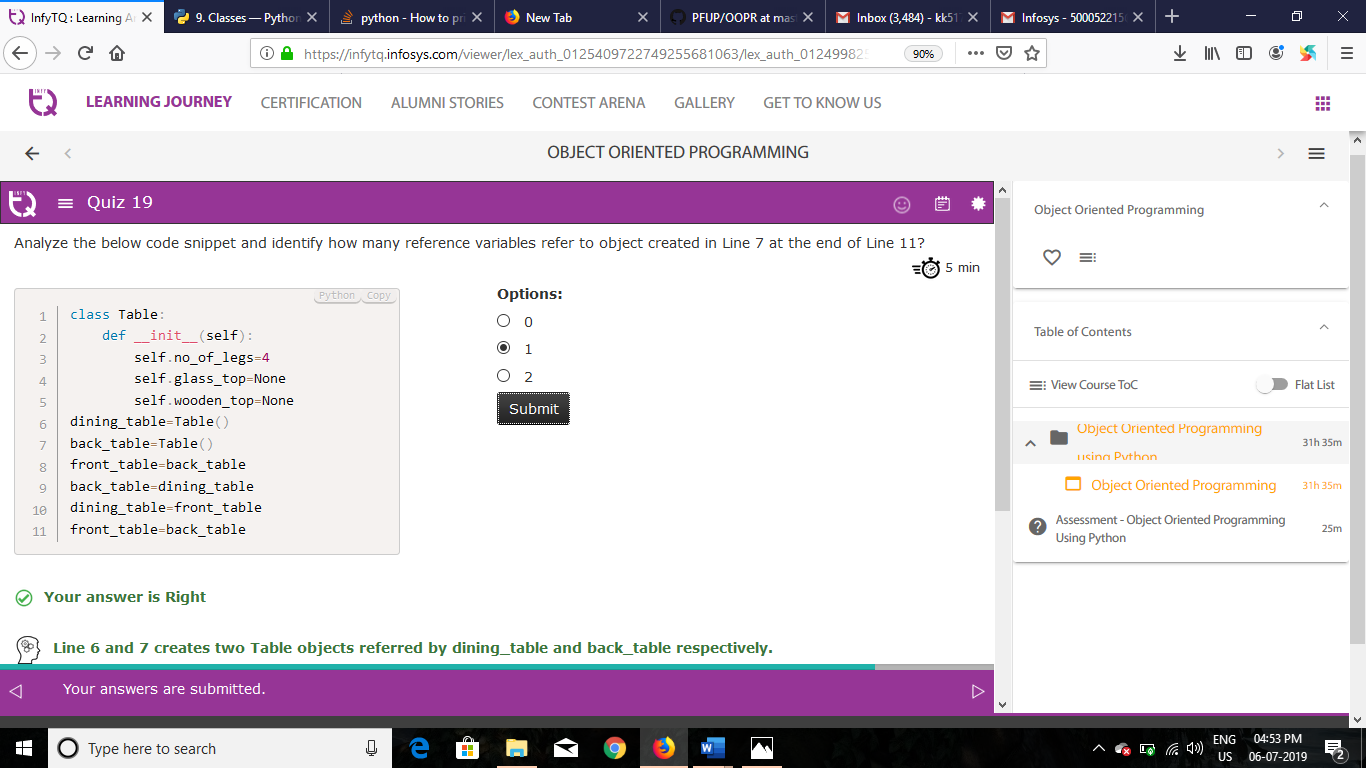 InfyTQ : Learning A
9. Classes — Python
python - How to pri
New Tab
PFUP/OOPR at mas
Inbox (3,484) - kk517
Infosys - 500052215
https://infytq.infosys.com/viewer/lex_auth_0125409722749255681063/lex_auth_01249982
90%
INFY TQ
LEARNING JOURNEY
CERTIFICATION
ALUMNI STORIES
CONTEST ARENA
GALLERY
GET TO KNOW US
OBJECT ORIENTED PROGRAMMING
INFY TQ
Quiz 19
Analyze the below code snippet and identify how many reference variables refer to object created in Line 7 at the end of Line 11?
5 min
Python Copy
1 class Table:
2 def __init__(self):
3 self.no_of_legs=4
4 self.glass_top=None
5 self.wooden_top=None
6 dining_table=Table()
7 back_table=Table()
8 front_table=back_table
9 back_table=dining_table
10 dining_table=front_table
11 front_table=back_table
Options:
0
1
2
Submit
Your answer is Right
Line 6 and 7 creates two Table objects referred by dining_table and back_table respectively.
Your answers are submitted.
Object Oriented Programming
Table of Contents
View Course ToC
Flat List
Object Oriented Programming
using Python
31h 35m
Object Oriented Programming
31h 35m
Assessment - Object Oriented Programming
Using Python
25m
Type here to search
ENG
US
04:53 PM
06-07-2019
2